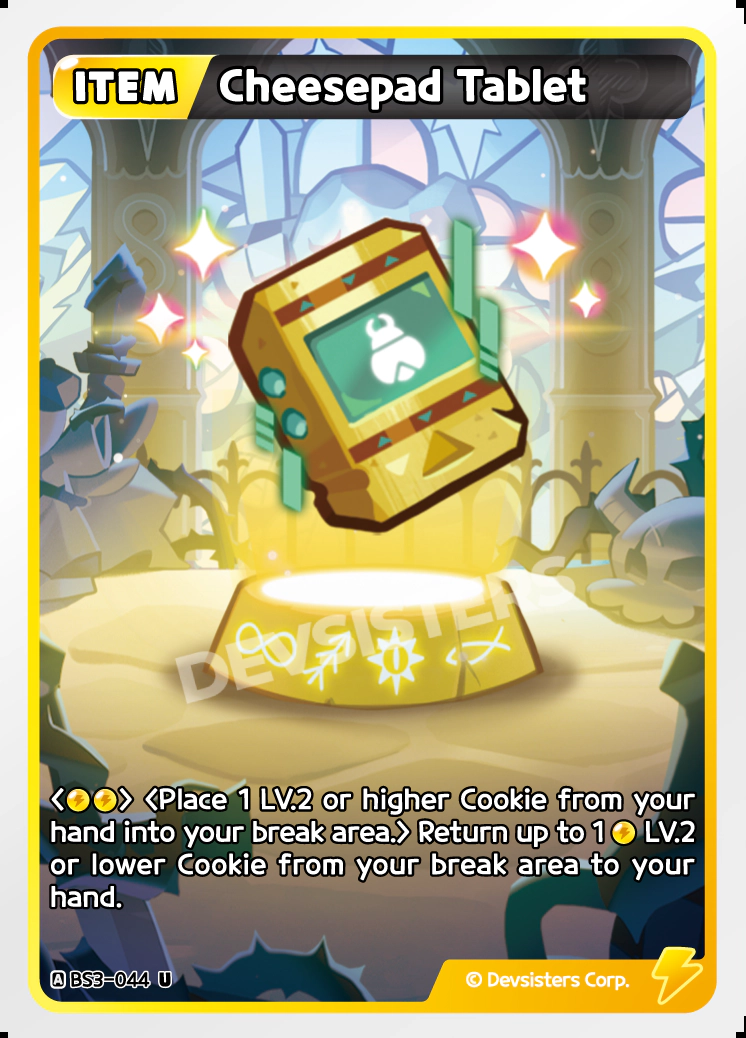 ITEM Cheesepad Tablet
DEVSISTERS
< > <Place 1 LV.2 or higher Cookie from your
hand into your break area.> Return up to 1 LV.2
or lower Cookie from your break area to your
hand.
A BS3-044 U
© Devsisters Corp.